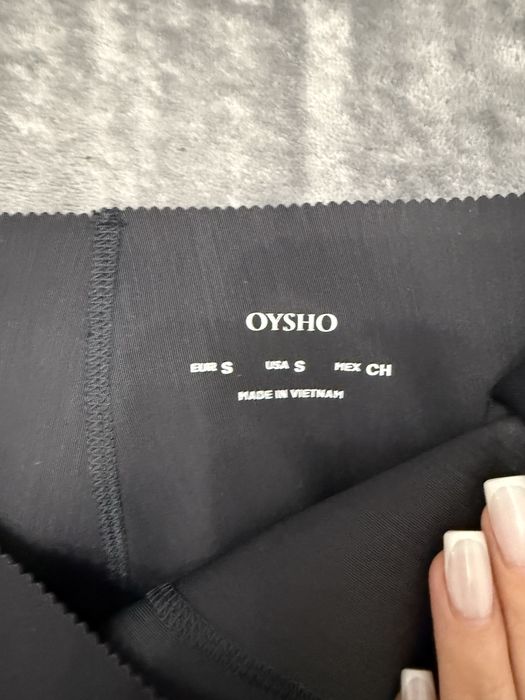 OYSHO
EUR S USA S MEX CH
MADE IN VIETNAM